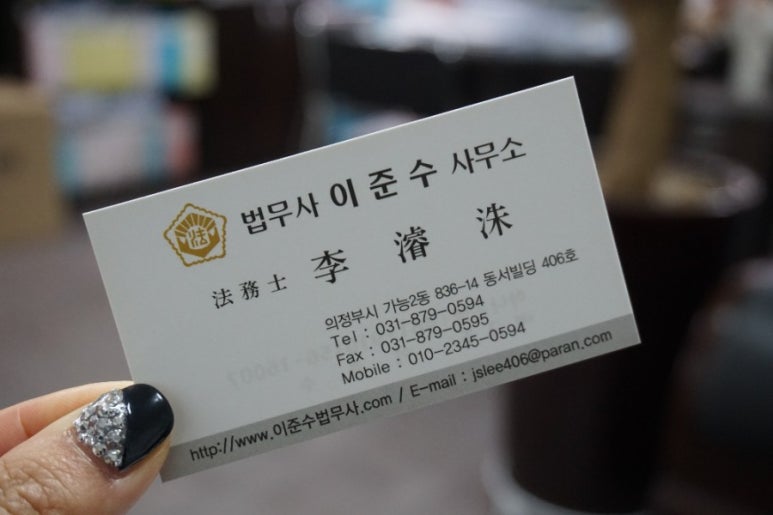 法
법무사 이 준 수 사무소
法 務 士 李 濬 洙
의정부시 가능2동 836-14 동서빌딩 406호
Tel : 031-879-0594
Fax : 031-879-0595
Mobile : 010-2345-0594
http://www.이준수법무사.com / E-mail : jslee406@paran.com